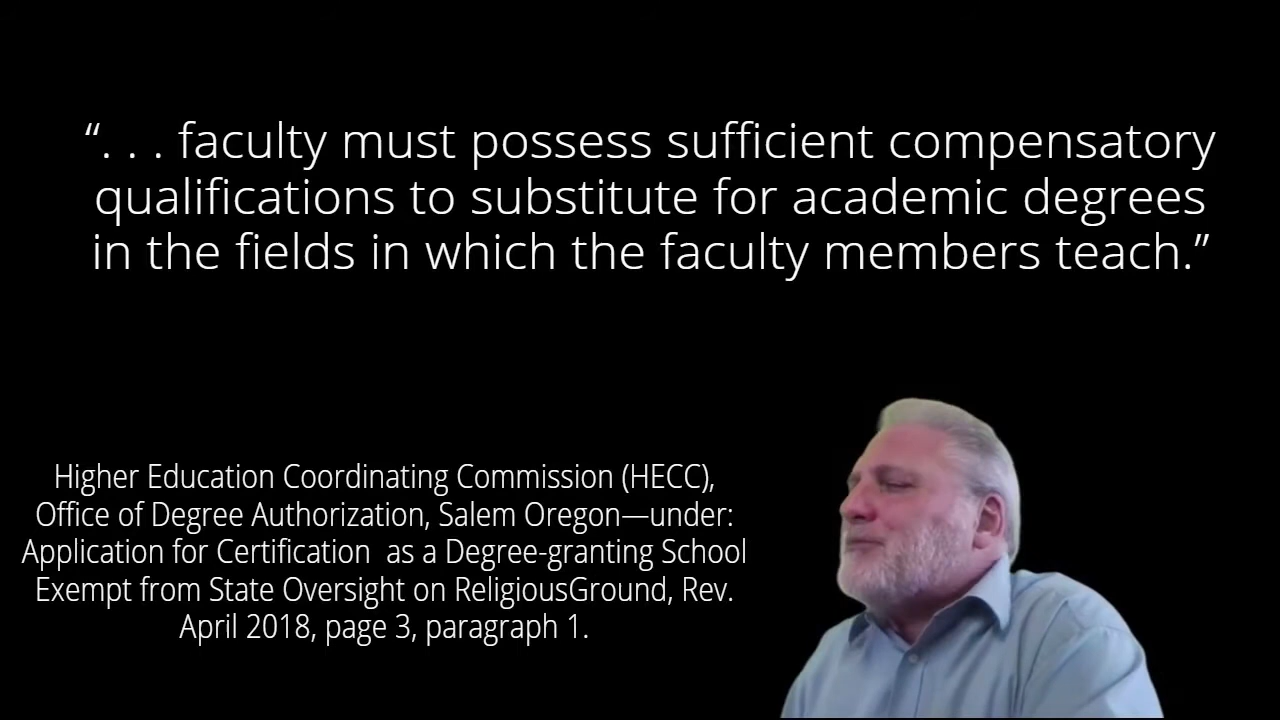 “. . . faculty must possess sufficient compensatory
qualifications to substitute for academic degrees
in the fields in which the faculty members teach.”
Higher Education Coordinating Commission (HECC),
Office of Degree Authorization, Salem Oregon—under:
Application for Certification  as a Degree-granting School
Exempt from State Oversight on ReligiousGround, Rev.
April 2018, page 3, paragraph 1.